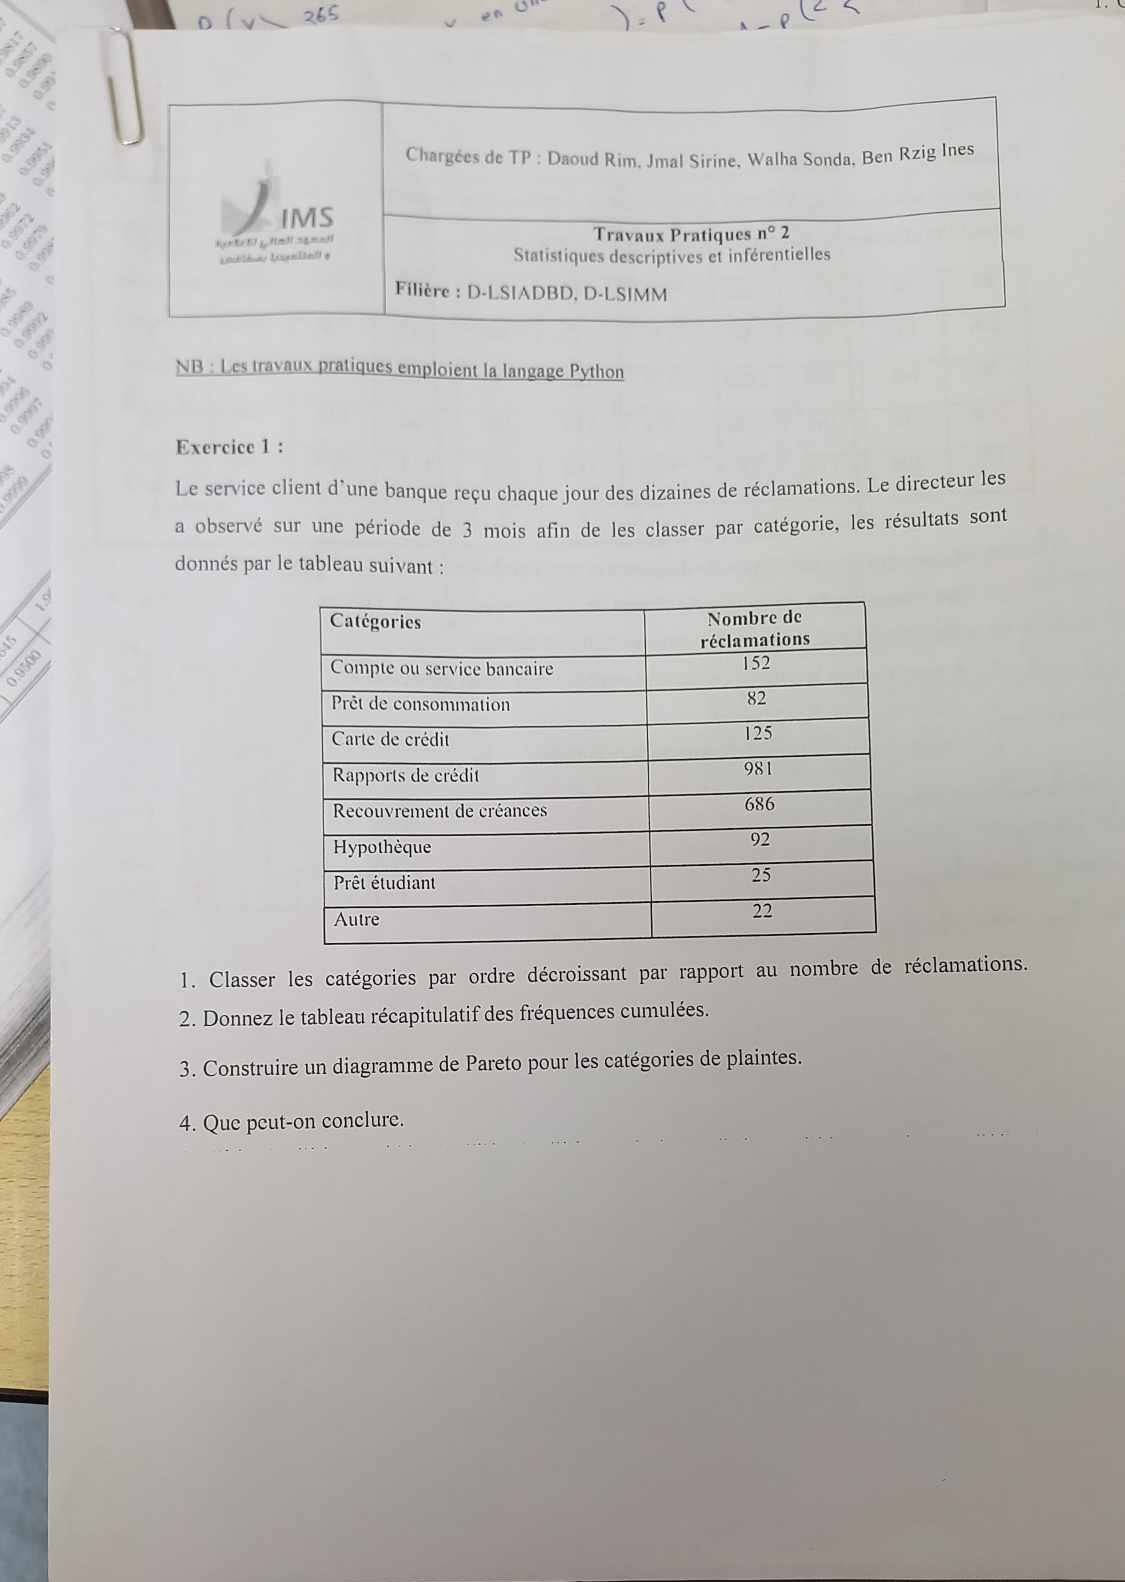 265
IMS
Chargées de TP : Daoud Rim, Jmal Sirine, Walha Sonda, Ben Rzig Ines
Travaux Pratiques n° 2
Statistiques descriptives et inférentielles
Filière : D-LSIADBD, D-LSIMM
NB : Les travaux pratiques emploient la langage Python
Exercice 1 :
Le service client d'une banque reçu chaque jour des dizaines de réclamations. Le directeur les
a observé sur une période de 3 mois afin de les classer par catégorie, les résultats sont
donnés par le tableau suivant :
Catégories Nombre de
réclamations
Compte ou service bancaire 152
Prêt de consommation 82
Carte de crédit 125
Rapports de crédit 981
Recouvrement de créances 686
Hypothèque 92
Prêt étudiant 25
Autre 22
1. Classer les catégories par ordre décroissant par rapport au nombre de réclamations.
2. Donnez le tableau récapitulatif des fréquences cumulées.
3. Construire un diagramme de Pareto pour les catégories de plaintes.
4. Que peut-on conclure.